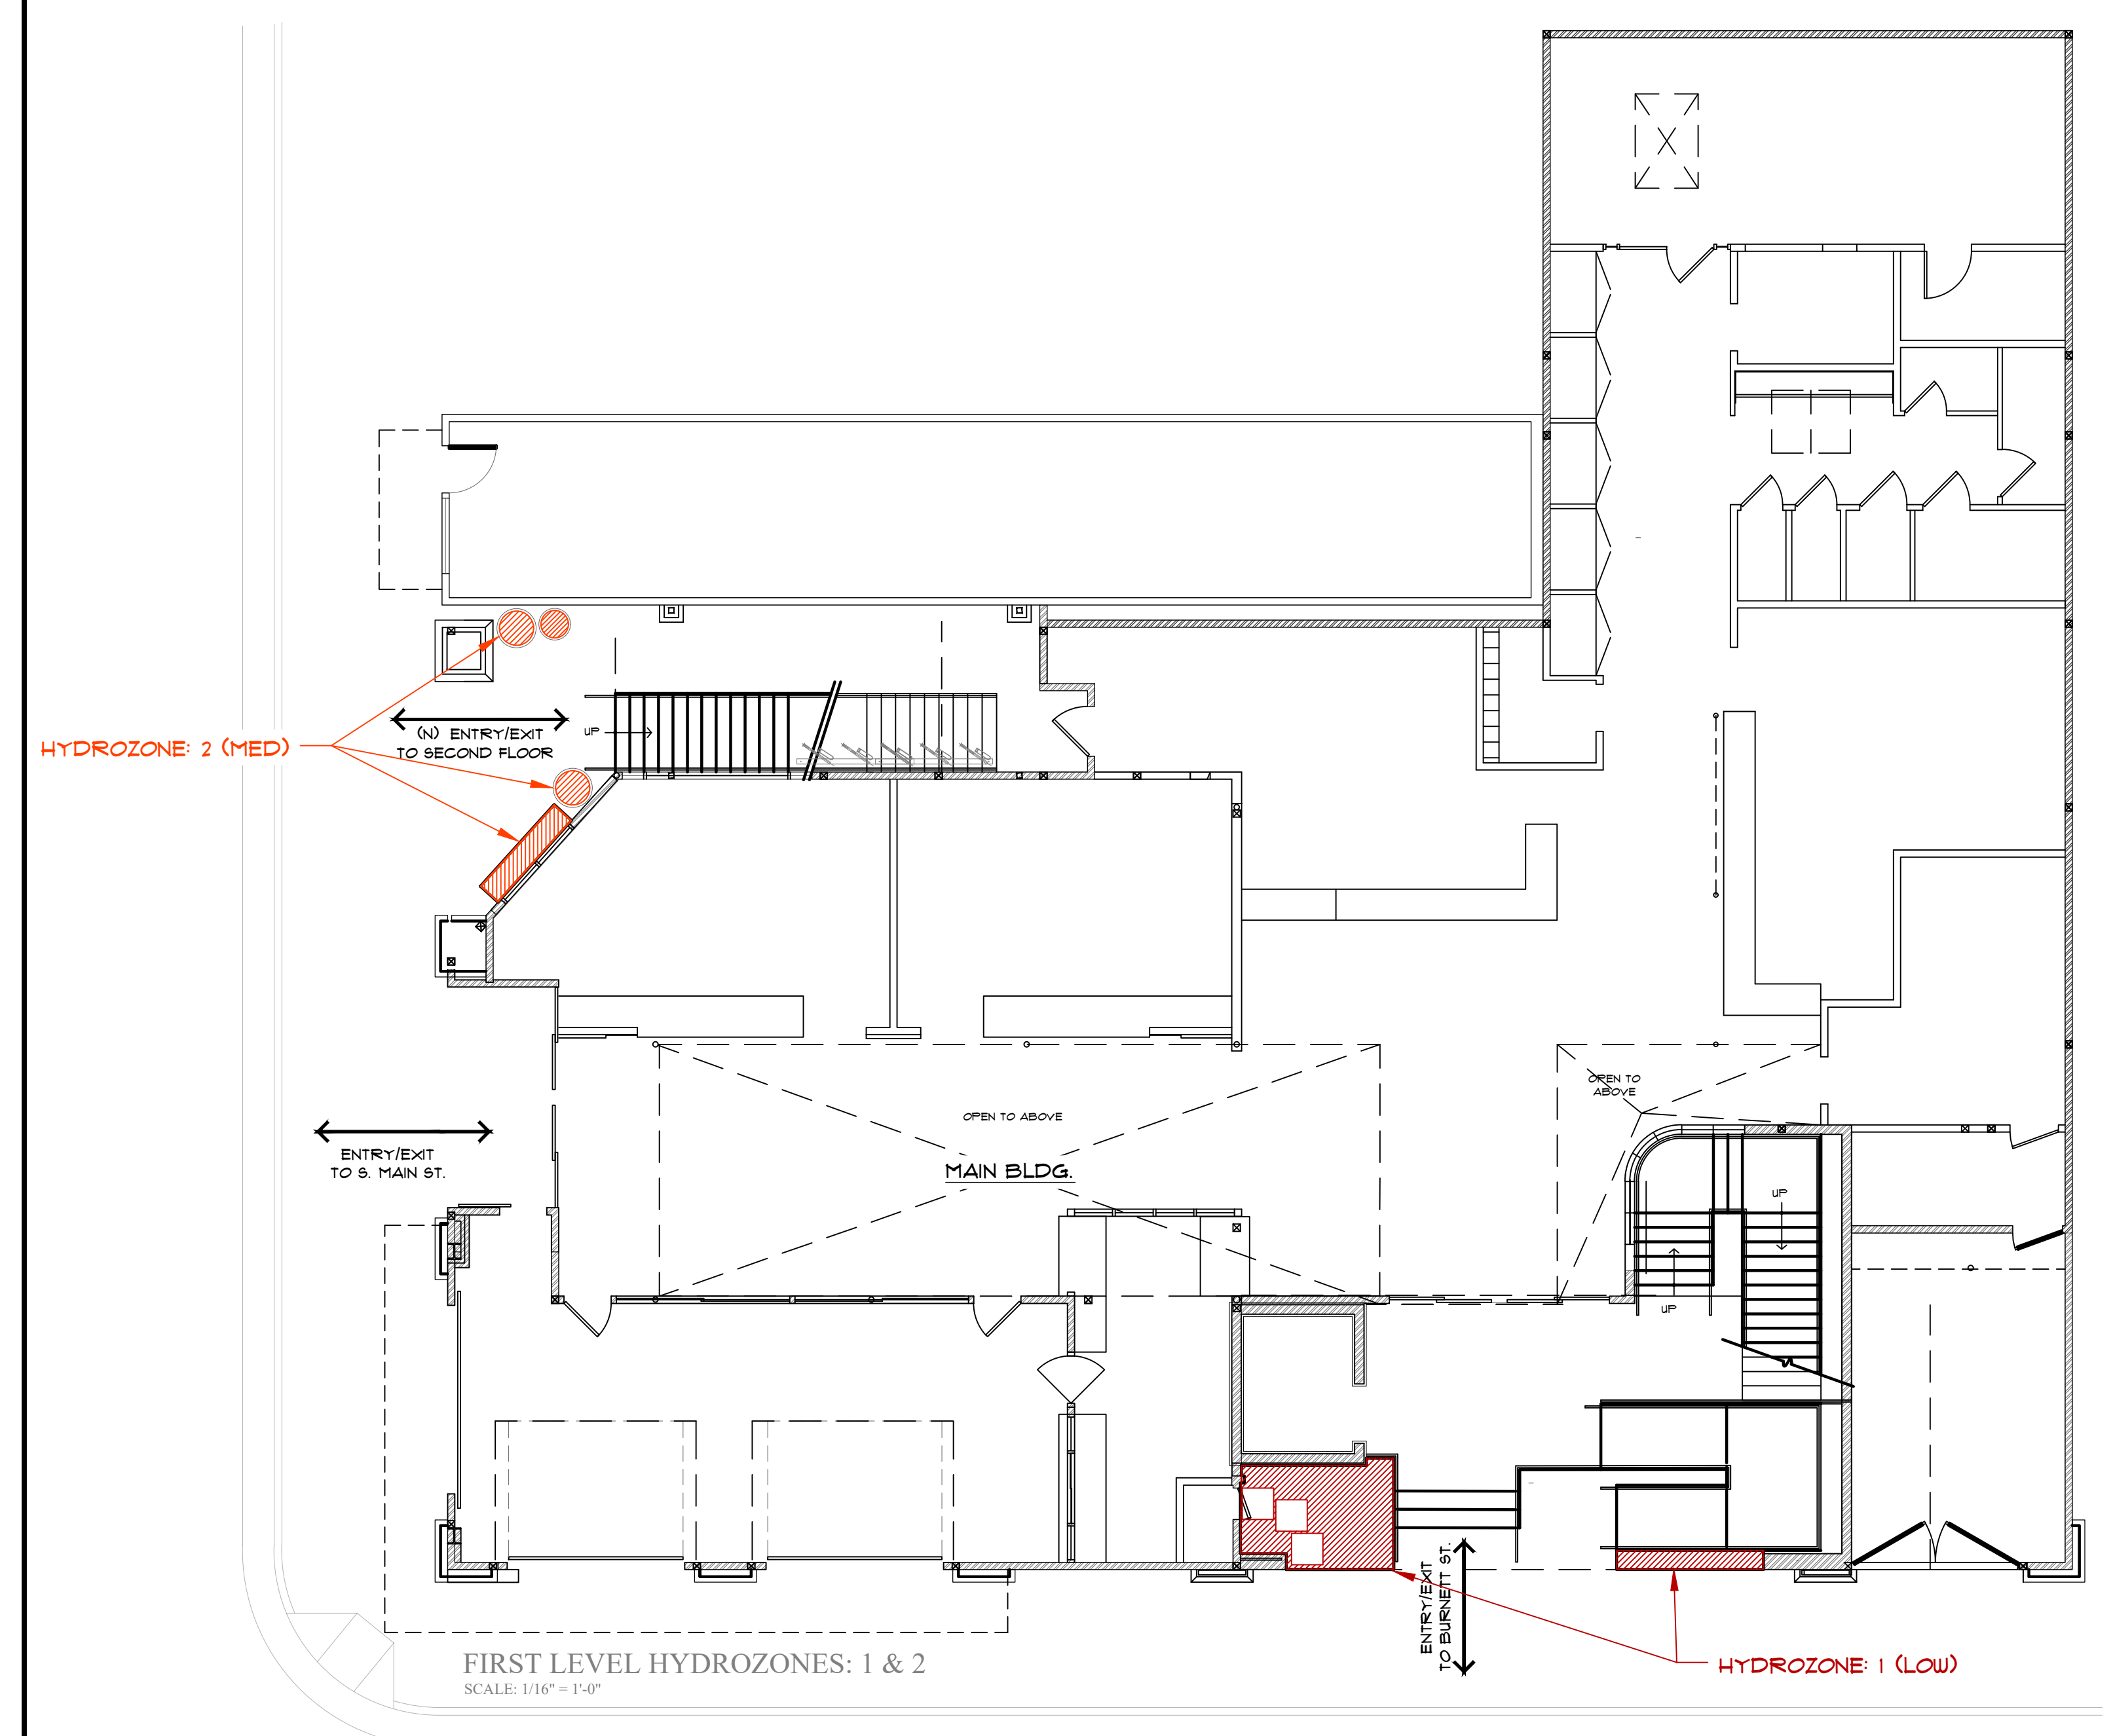 (N) ENTRY/EXIT
TO SECOND FLOOR
UP
HYDROZONE: 2 (MED)
OPEN TO
ABOVE
OPEN TO ABOVE
ENTRY/EXIT
TO S. MAIN ST.
MAIN BLDG.
UP
UP
ENTRY/EXIT
TO BURNETT ST.
HYDROZONE: 1 (LOW)
FIRST LEVEL HYDROZONES: 1 & 2
SCALE: 1/16" = 1'-0"